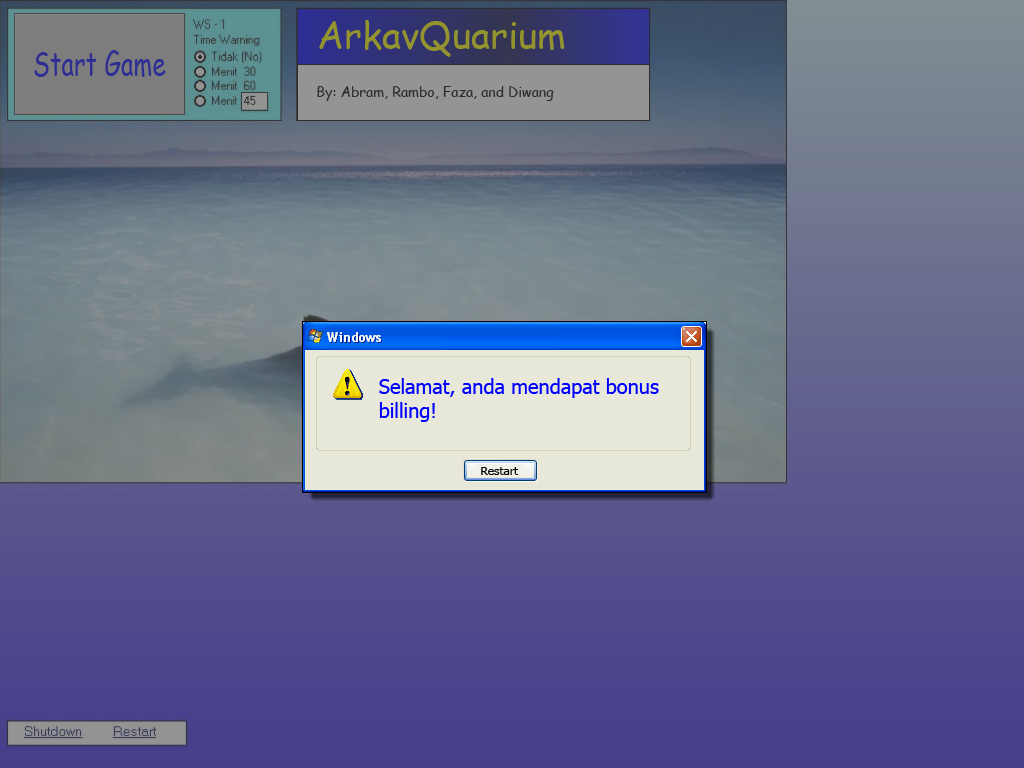 WS - 1
Time Warning:
Tidak (No)
Menit 30
Menit 60
Menit 45
Start Game
ArkavQuarium
By: Abram, Rambo, Faza, and Diwang
Windows
Selamat, anda mendapat bonus
billing!
Restart
Shutdown Restart